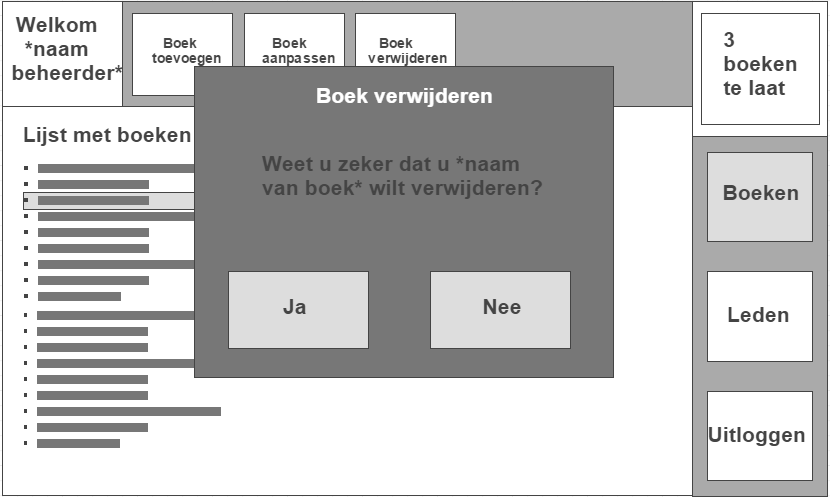 Welkom
*naam
beheerder*
Boek
toevoegen
Boek
aanpassen
Boek
verwijderen
3
boeken
te laat
Boek verwijderen
Lijst met boeken
Weet u zeker dat u *naam
van boek* wilt verwijderen?
Ja
Nee
Boeken
Leden
Uitloggen